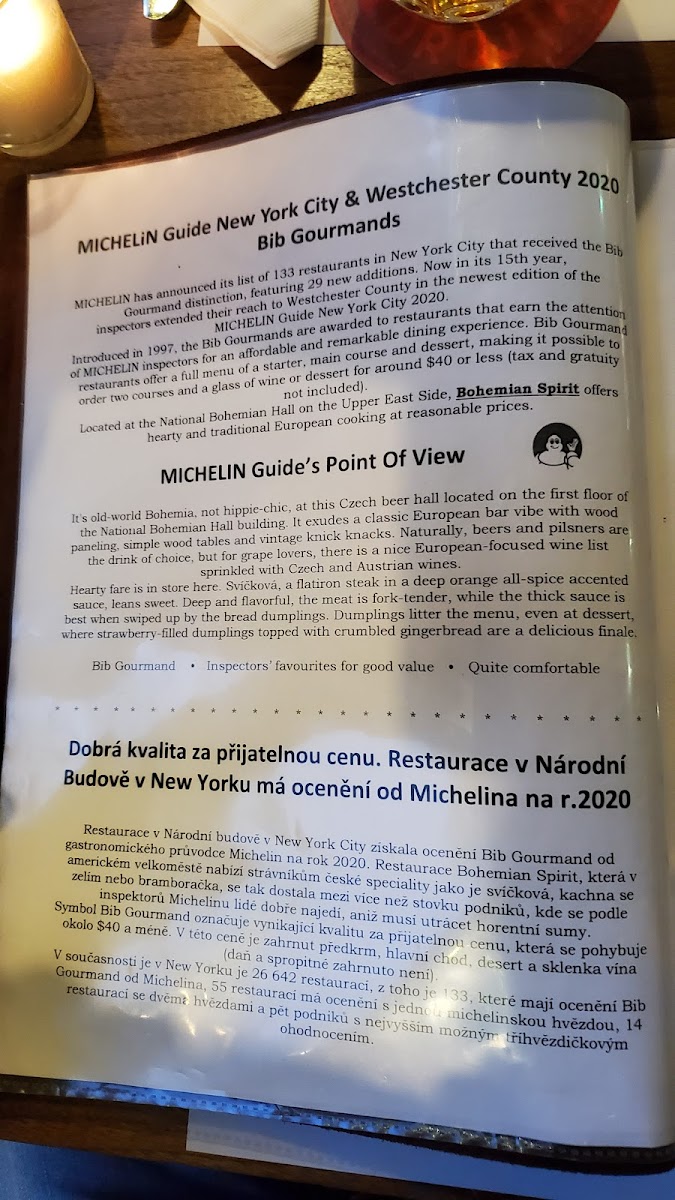 MICHELiN Guide New York City & Westchester County 2020
Bib Gourmands
MICHELIN has announced its list of 133 restaurants in New York City that received the Bib
Gourmand distinction, featuring 29 new additions. Now in its 15th year,
inspectors extended their reach to Westchester County in the newest edition of the
MICHELIN Guide New York City 2020.
Introduced in 1997, the Bib Gourmands are awarded to restaurants that earn the attention
of MICHELIN inspectors for an affordable and remarkable dining experience. Bib Gourmand
restaurants offer a full menu of a starter, main course and dessert, making it possible to
order two courses and a glass of wine or dessert for around $40 or less (tax and gratuity
not included).
Located at the National Bohemian Hall on the Upper East Side, Bohemian Spirit offers
hearty and traditional European cooking at reasonable prices.
MICHELIN Guide's Point Of View
It's old-world Bohemia, not hippie-chic, at this Czech beer hall located on the first floor of
the National Bohemian Hall building. It exudes a classic European bar vibe with wood
paneling, simple wood tables and vintage knick knacks. Naturally, beers and pilsners are
the drink of choice, but for grape lovers, there is a nice European-focused wine list
sprinkled with Czech and Austrian wines.
Hearty fare is in store here. Svíčková, a flatiron steak in a deep orange all-spice accented
sauce, leans sweet. Deep and flavorful, the meat is fork-tender, while the thick sauce is
best when swiped up by the bread dumplings. Dumplings litter the menu, even at dessert,
where strawberry-filled dumplings topped with crumbled gingerbread are a delicious finale.
Bib Gourmand • Inspectors' favourites for good value • Quite comfortable
* * * * * * * * * * * * * * * * * * * * * * * * * * * * * * * *
Dobrá kvalita za přijatelnou cenu. Restaurace v Národní
Budově v New Yorku má ocenění od Michelina na r.2020
Restaurace v Národní budově v New York City získala ocenění Bib Gourmand od
gastronomického průvodce Michelin na rok 2020. Restaurace Bohemian Spirit, která v
americkém velkoměstě nabízí strávníkům české speciality jako je svíčková, kachna se
zelím nebo bramboračka, se tak dostala mezi více než stovku podniků, kde se podle
inspektorů Michelinu lidé dobře najedí, aniž musí utrácet horentní sumy.
Symbol Bib Gourmand označuje vynikající kvalitu za přijatelnou cenu, která se pohybuje
okolo $40 a méně. V této ceně je zahrnut předkrm, hlavní chod, desert a sklenka vína
(daň a spropitné zahrnuto není).
V současnosti je v New Yorku je 26 642 restaurací, z toho je 133, které mají ocenění Bib
Gourmand od Michelina, 55 restaurací má ocenění s jednou michelinskou hvězdou, 14
restaurací se dvěma hvězdami a pět podniků s nejvyšším možným tříhvězdičkovým
ohodnocením.